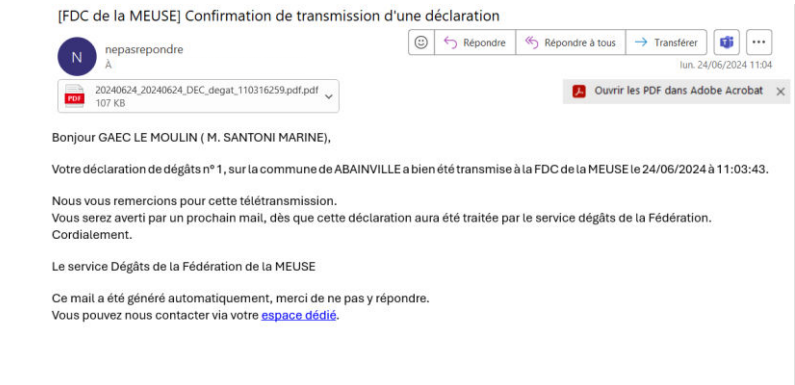 [FDC de la MEUSE] Confirmation de transmission d'une déclaration
N
nepasrepondre
À
Répondre
Répondre à tous
Transférer
lun. 24/06/2024 11:04
PDF
20240624_20240624_DEC_degat_110316259.pdf.pdf
107 KB
Ouvrir les PDF dans Adobe Acrobat
Bonjour GAEC LE MOULIN ( M. SANTONI MARINE),
Votre déclaration de dégâts n° 1, sur la commune de ABAINVILLE a bien été transmise à la FDC de la MEUSE le 24/06/2024 à 11:03:43.
Nous vous remercions pour cette télétransmission.
Vous serez averti par un prochain mail, dès que cette déclaration aura été traitée par le service dégâts de la Fédération.
Cordialement.
Le service Dégâts de la Fédération de la MEUSE
Ce mail a été généré automatiquement, merci de ne pas y répondre.
Vous pouvez nous contacter via votre espace dédié.